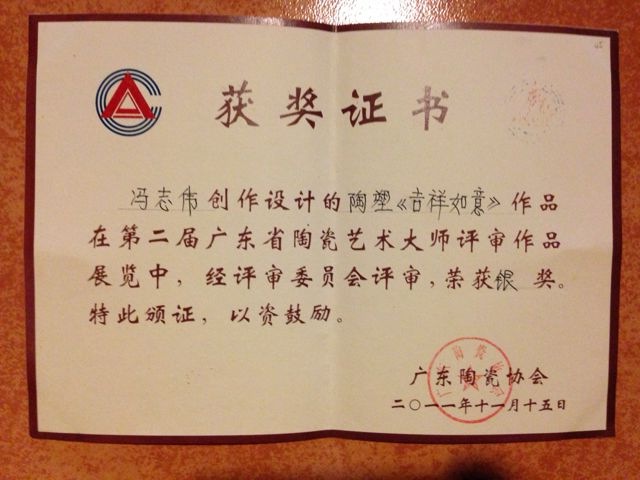 获奖证书
冯志伟创作设计的陶塑《吉祥如意》作品
在第二届广东省陶瓷艺术大师评审作品
展览中，经评审委员会评审，荣获银 奖。
特此颁证，以资鼓励。
广东陶瓷协会
二〇一一年十一月十五日